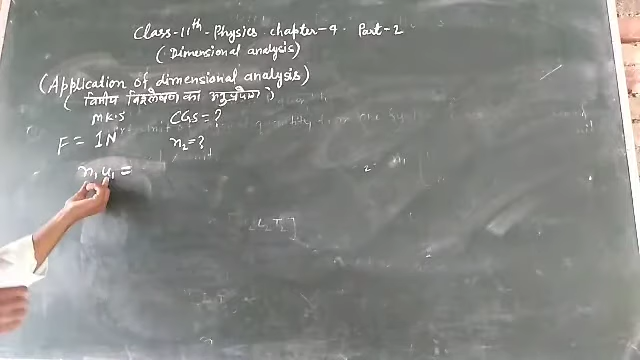 Class-11th-Physics chapter-4 Part-2
(Dimensional analysis)
(Application of dimensional analysis)
(विमीय विश्लेषण का अनुप्रयोग)
M.K.S CGS = ?
F = 1N n₂ = ?
n₁u₁ =